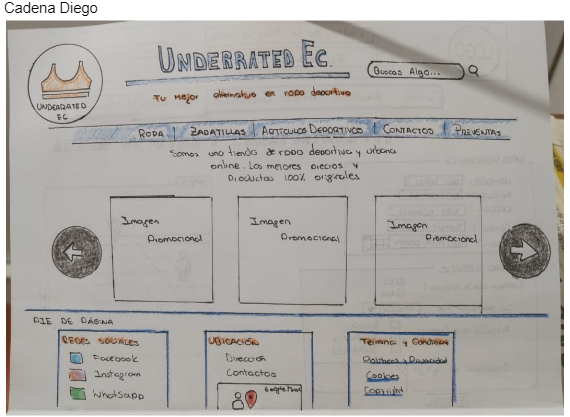 Cadena Diego
UNDERRATED EC.
Buscas Algo...
UNDERRATED
EC
Tu mejor alternativa en ropa deportiva
ROPA | ZAPATILLAS | ARTÍCULOS DEPORTIVOS | CONTACTOS | PREVENTAS
Somos una tienda de ropa deportiva y urbana
online. Los mejores precios y
Productos 100% originales
Imagen
Promocional
Imagen
Promocional
Imagen
Promocional
PIE DE PÁGINA
REDES SOCIALES
Facebook
Instagram
WhatsApp
UBICACIÓN
Dirección
Contactos
Google Maps
Términos y Condiciones
Políticas y Privacidad
Cookies
Copyright